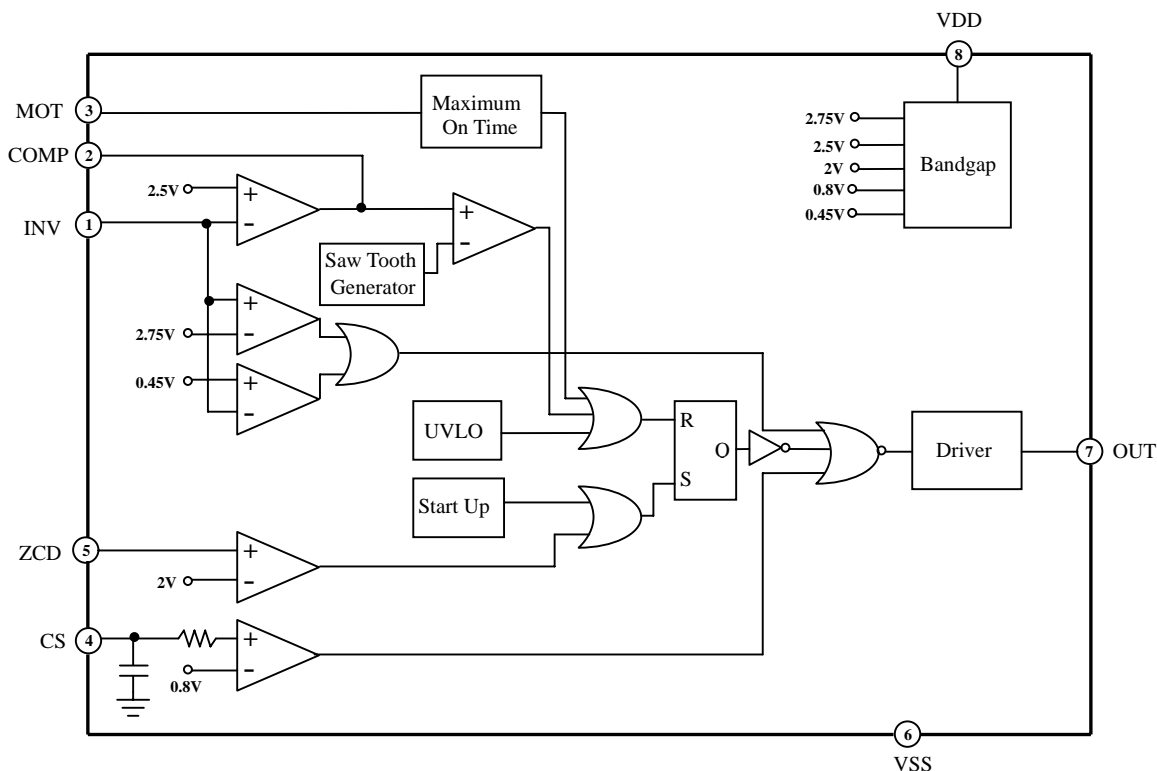 VDD
8
MOT
3
Maximum
On Time
2.75V
COMP
2
2.5V
Bandgap
2V
0.8V
0.45V
2.5V
+
-
INV
1
+
-
Saw Tooth
Generator
+
-
2.75V
0.45V
+
-
UVLO
R
O
S
Driver
7
OUT
Start Up
ZCD
5
+
-
2V
CS
4
+
-
0.8V
6
VSS